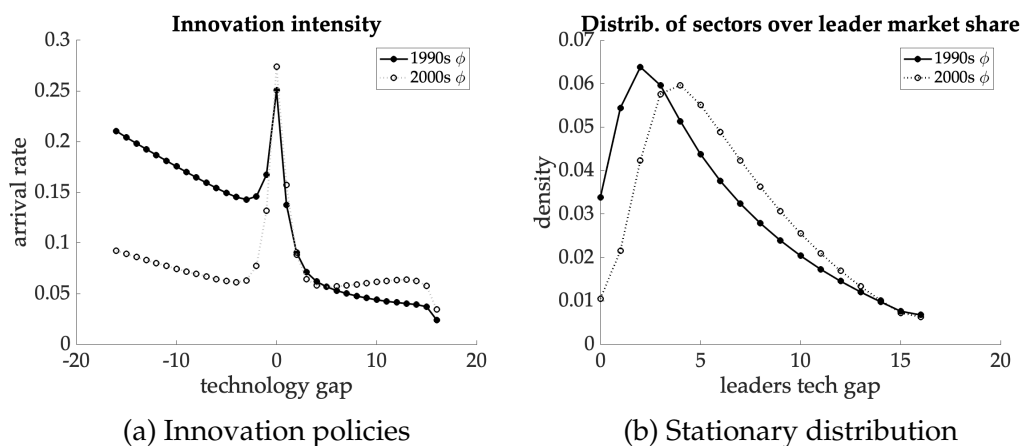 Innovation intensity
0.3
0.25
0.2
0.15
0.1
0.05
0
arrival rate
-20
-10
0
10
20
technology gap
1990s ϕ
2000s ϕ
(a) Innovation policies
Distrib. of sectors over leader market share
0.07
0.06
0.05
0.04
0.03
0.02
0.01
0
density
0
5
10
15
20
leaders tech gap
1990s ϕ
2000s ϕ
(b) Stationary distribution